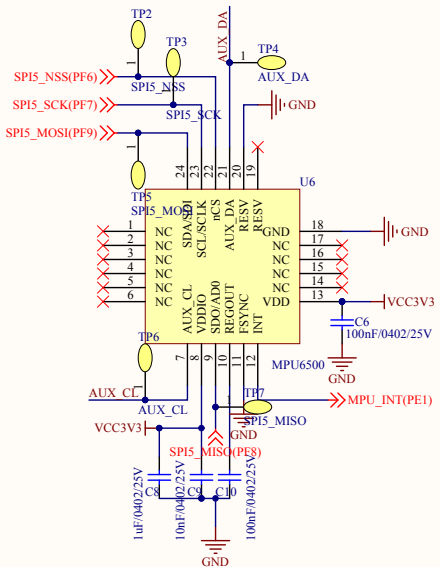 TP2
AUX_DA
TP3
TP4
1
1
1
SPI5_NSS(PF6)
SPI5_NSS
AUX_DA
SPI5_SCK(PF7)
SPI5_SCK
GND
SPI5_MOSI(PF9)
1
24
23
22
21
20
19
TP5
SPI5_MOSI
U6
SDA/SDI
SCL/SCLK
nCS
AUX_DA
RESV
RESV
1
NC
GND
18
GND
2
NC
NC
17
3
NC
NC
16
4
NC
NC
15
5
NC
NC
14
6
NC
VDD
13
VCC3V3
AUX_CL
VDDIO
SDO/AD0
REGOUT
FSYNC
INT
C6
100nF/0402/25V
TP6
7
8
9
10
11
12
MPU6500
GND
1
AUX_CL
AUX_CL
1
TP7
MPU_INT(PE1)
SPI5_MISO
VCC3V3
GND
SPI5_MISO(PF8)
C8
C9
C10
1uF/0402/25V
10nF/0402/25V
100nF/0402/25V
GND